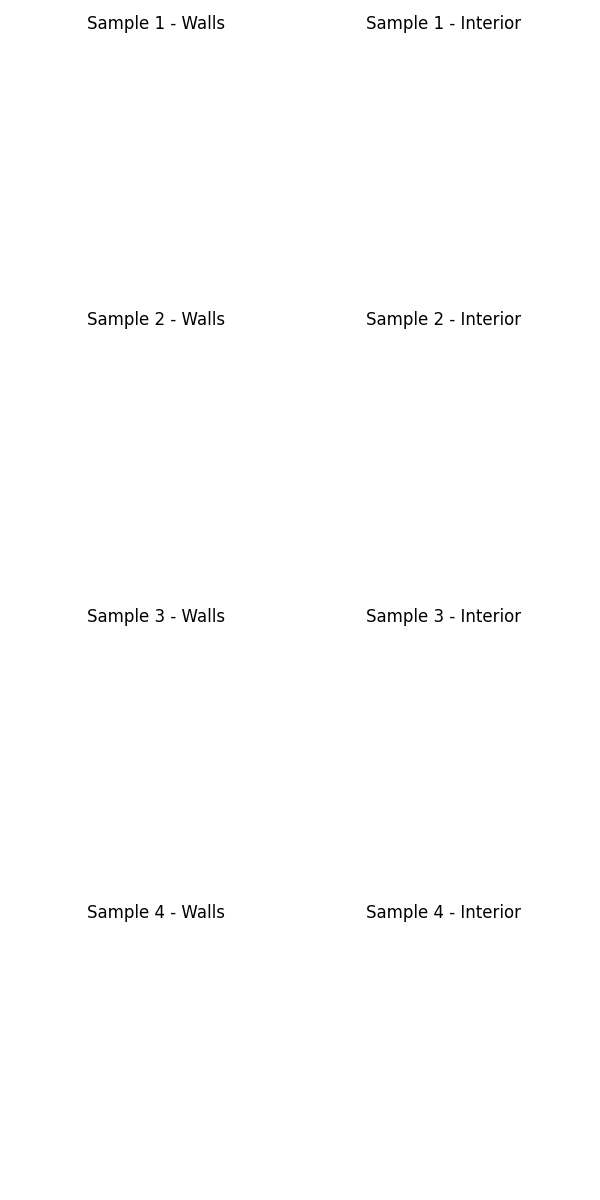 Sample 1 - Walls
Sample 1 - Interior
Sample 2 - Walls
Sample 2 - Interior
Sample 3 - Walls
Sample 3 - Interior
Sample 4 - Walls
Sample 4 - Interior